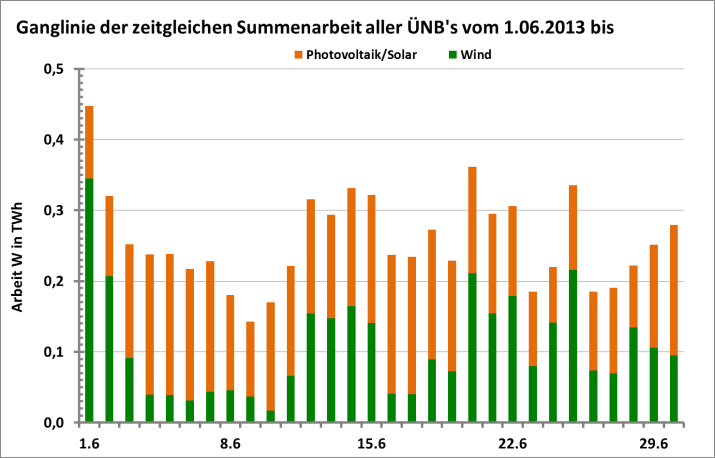 Ganglinie der zeitgleichen Summenarbeit aller ÜNB's vom 1.06.2013 bis
Photovoltaik/Solar Wind
Arbeit W in TWh
0,5
0,4
0,3
0,2
0,1
0,0
1.6 8.6 15.6 22.6 29.6